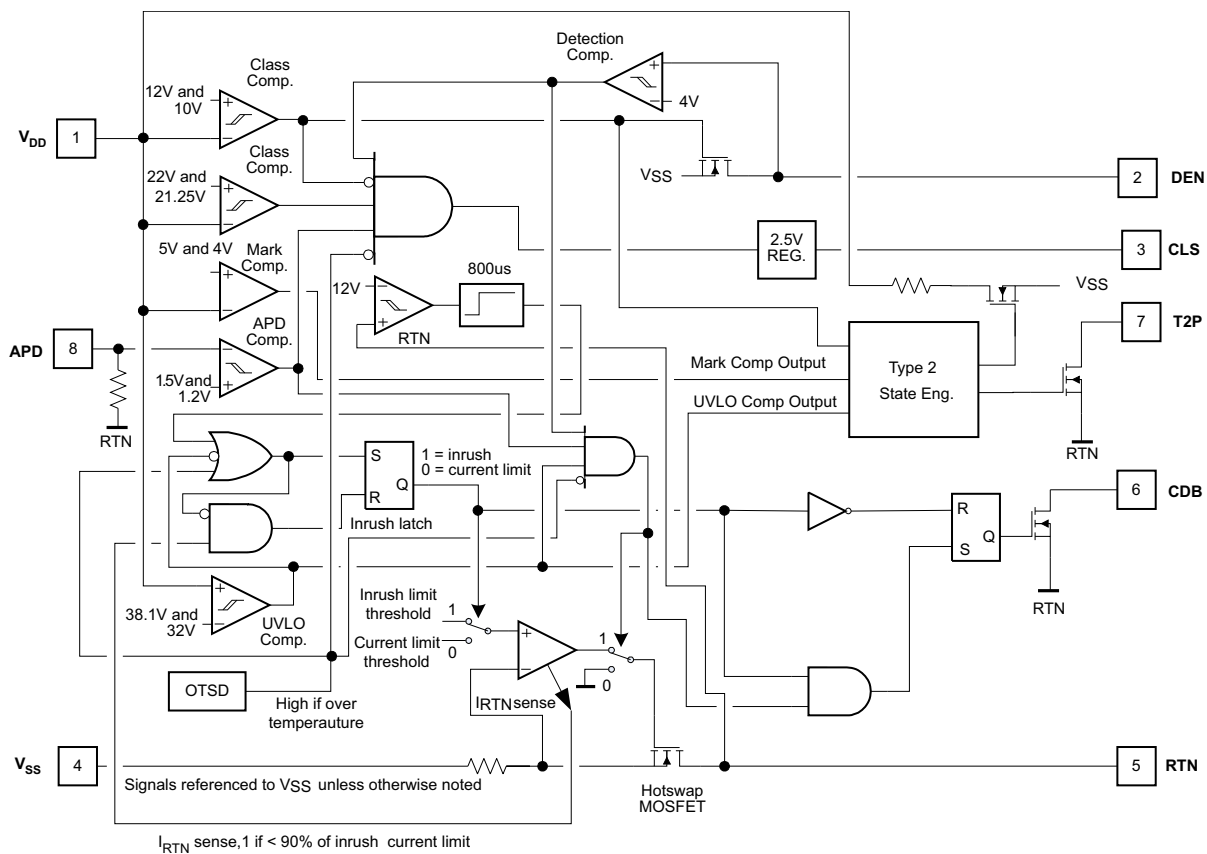 Detection
Comp.
Class
Comp.
12V and
10V
4V
VDD
1
Class
Comp.
22V and
21.25V
VSS
2
DEN
5V and 4V
Mark
Comp.
2.5V
REG.
3
CLS
800us
12V
RTN
VSS
APD
8
APD
Comp.
1.5V and
1.2V
7
T2P
Mark Comp Output
Type 2
State Eng.
UVLO Comp Output
RTN
RTN
S
R
Q
1 = inrush
0 = current limit
Inrush latch
6
CDB
R
S
Q
RTN
38.1V and
32V
UVLO
Comp.
Inrush limit
threshold
1
Current limit
threshold
0
1
0
OTSD
High if over
temperauture
IRTN sense
VSS
4
Signals referenced to VSS unless otherwise noted
Hotswap
MOSFET
5
RTN
IRTN sense,1 if < 90% of inrush current limit